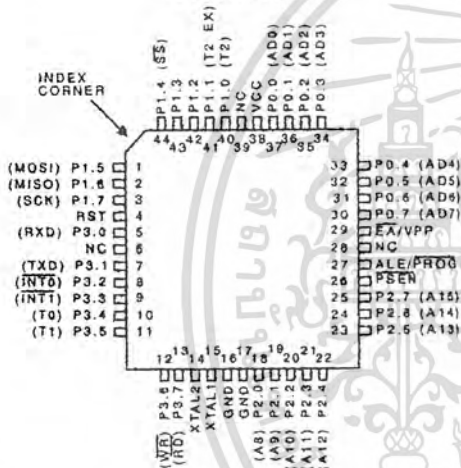 P1.4 (SS)
P1.3
P1.2
P1.1 (T2 EX)
P1.0 (T2)
NC
VCC
P0.0 (AD0)
P0.1 (AD1)
P0.2 (AD2)
P0.3 (AD3)
INDEX
CORNER
44 43 42 41 40 39 38 37 36 35 34
(MOSI) P1.5 1
(MISO) P1.6 2
(SCK) P1.7 3
RST 4
(RXD) P3.0 5
NC 6
(TXD) P3.1 7
(INT0) P3.2 8
(INT1) P3.3 9
(T0) P3.4 10
(T1) P3.5 11
33 P0.4 (AD4)
32 P0.5 (AD5)
31 P0.6 (AD6)
30 P0.7 (AD7)
29 EA/VPP
28 NC
27 ALE/PROG
26 PSEN
25 P2.7 (A15)
24 P2.6 (A14)
23 P2.5 (A13)
12 13 14 15 16 17 18 19 20 21 22
(WR) P3.6
(RD) P3.7
XTAL2
XTAL1
GND
GND
(A8) P2.0
(A9) P2.1
(A10) P2.2
(A11) P2.3
(A12) P2.4